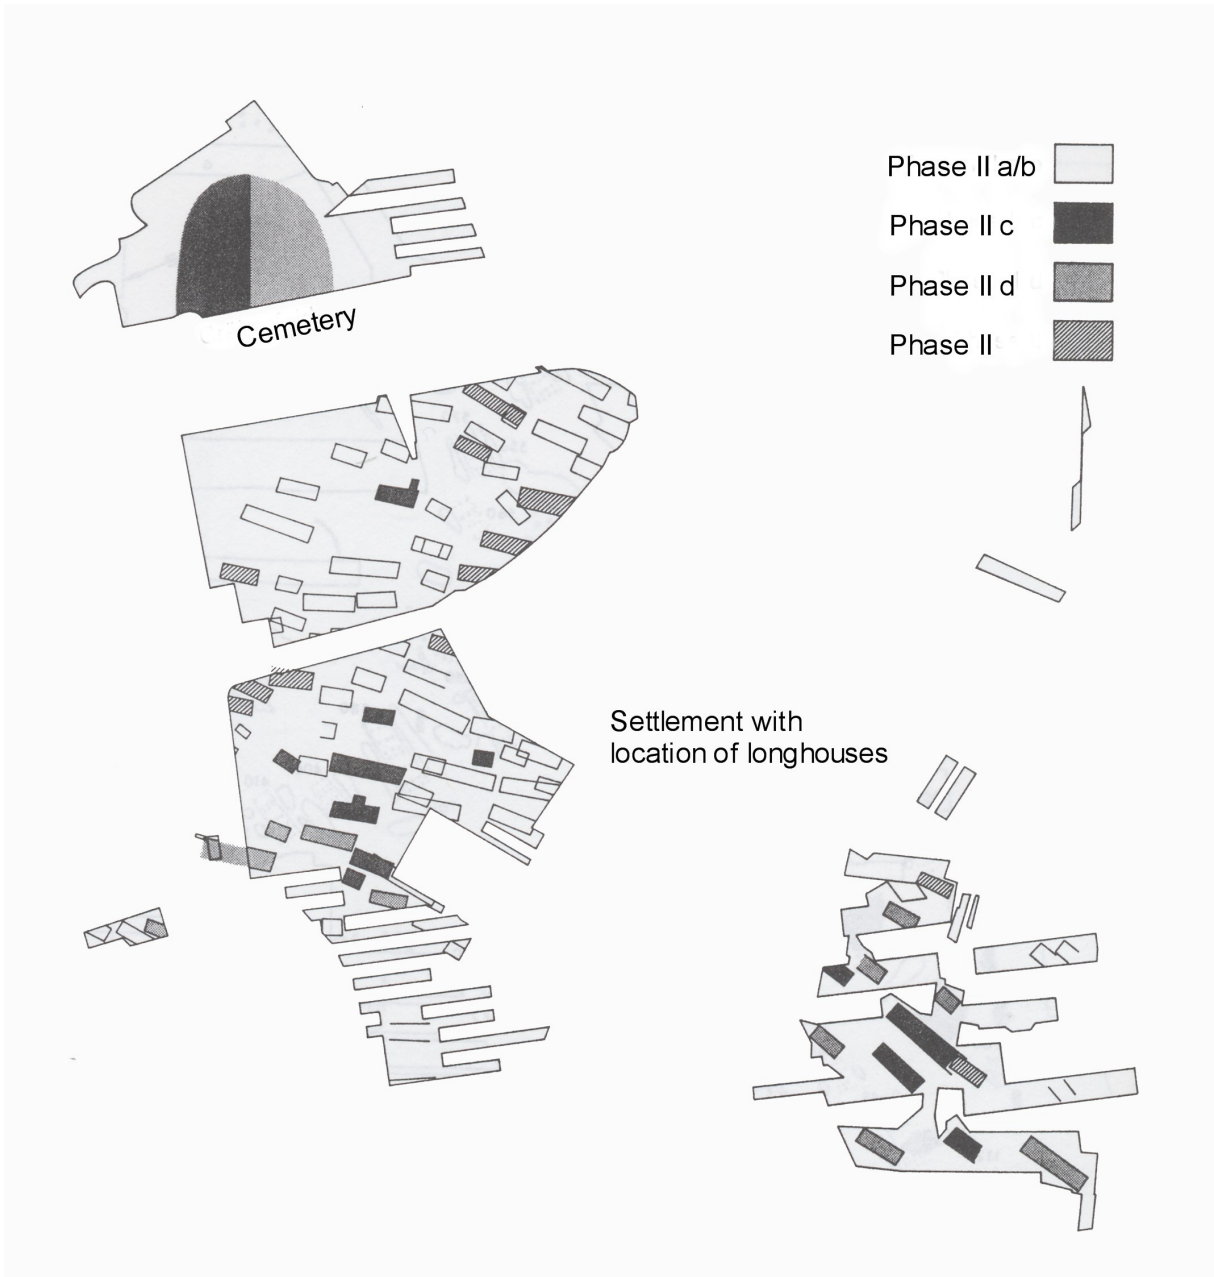 Phase II a/b
Phase II c
Phase II d
Phase II
Cemetery
Settlement with
location of longhouses